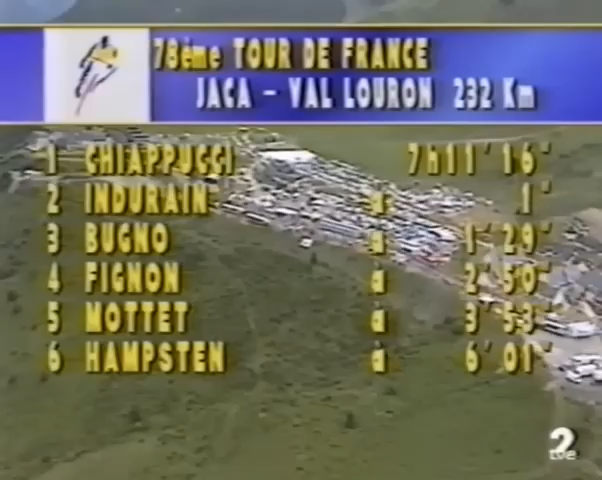 78ème TOUR DE FRANCE
JACA - VAL LOURON 232 Km
1 CHIAPPUCCI 7h11'16"
2 INDURAIN à 1"
3 BUGNO à 1'29"
4 FIGNON à 2'50"
5 MOTTET à 3'53"
6 HAMPSTEN à 6'01"
2
tve